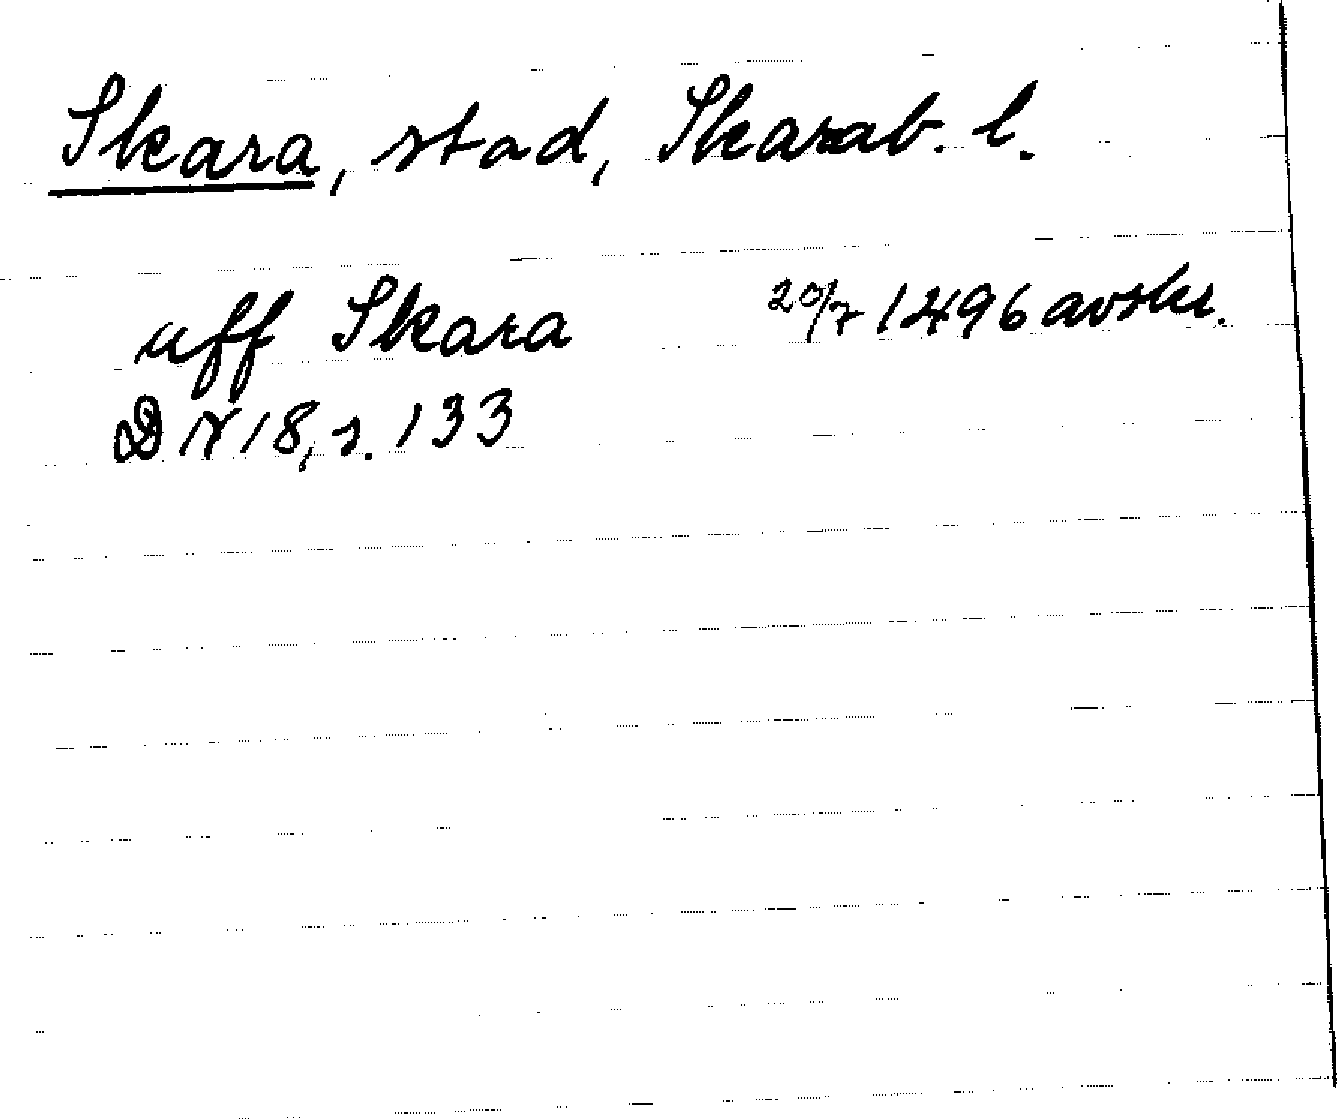 Skara, stad, Skarab. l.
uff Skara 20/7 1496 avskr.
DN 18, s. 133